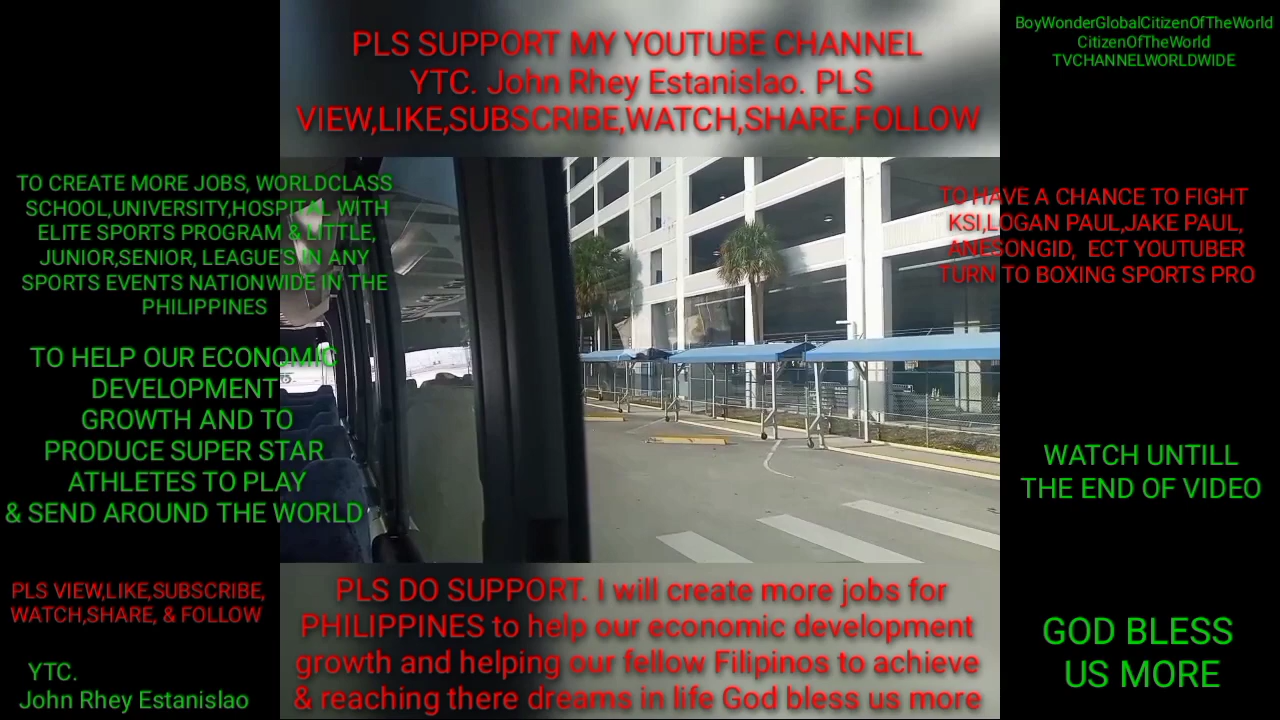 PLS SUPPORT MY YOUTUBE CHANNEL
YTC. John Rhey Estanislao. PLS
VIEW,LIKE,SUBSCRIBE,WATCH,SHARE,FOLLOW
BoyWonderGlobalCitizenOfTheWorld
CitizenOfTheWorld
TVCHANNELWORLDWIDE
TO CREATE MORE JOBS, WORLDCLASS
SCHOOL,UNIVERSITY,HOSPITAL WITH
ELITE SPORTS PROGRAM & LITTLE,
JUNIOR,SENIOR, LEAGUE'S IN ANY
SPORTS EVENTS NATIONWIDE IN THE
PHILIPPINES
TO HAVE A CHANCE TO FIGHT
KSI,LOGAN PAUL,JAKE PAUL,
ANESONGID, ECT YOUTUBER
TURN TO BOXING SPORTS PRO
TO HELP OUR ECONOMIC
DEVELOPMENT
GROWTH AND TO
PRODUCE SUPER STAR
ATHLETES TO PLAY
& SEND AROUND THE WORLD
WATCH UNTILL
THE END OF VIDEO
PLS VIEW,LIKE,SUBSCRIBE,
WATCH,SHARE, & FOLLOW
YTC.
John Rhey Estanislao
PLS DO SUPPORT. I will create more jobs for
PHILIPPINES to help our economic development
growth and helping our fellow Filipinos to achieve
& reaching there dreams in life God bless us more
GOD BLESS
US MORE